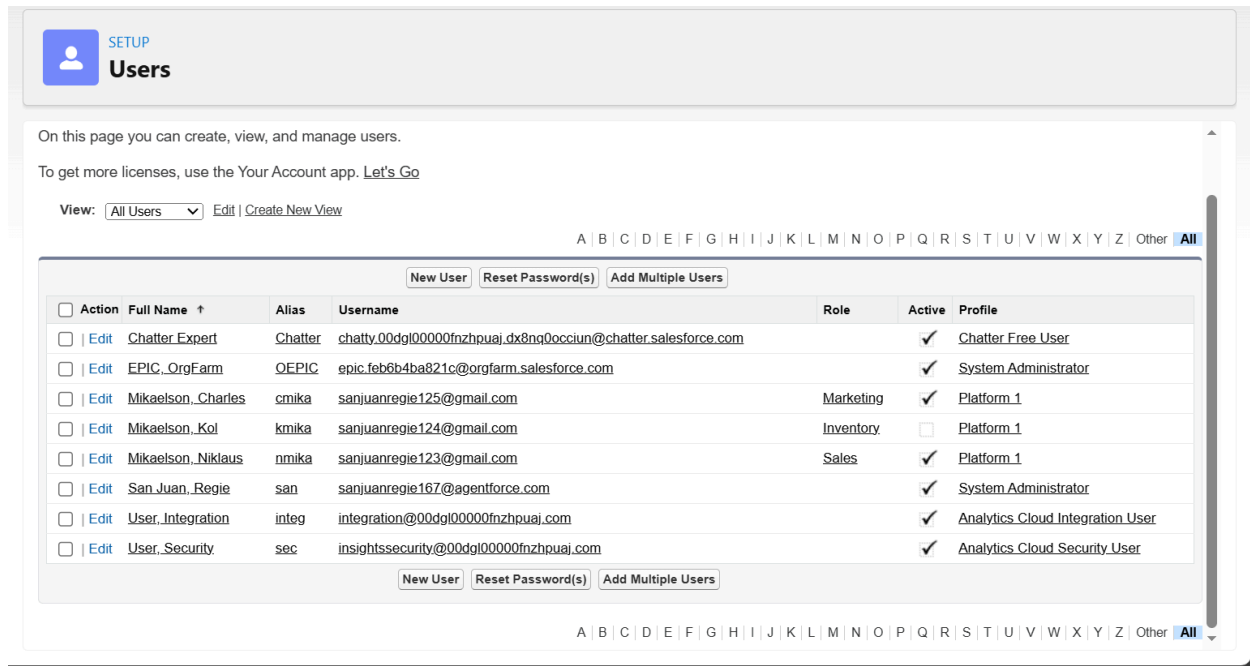 SETUP
Users
On this page you can create, view, and manage users.
To get more licenses, use the Your Account app. Let's Go
View: All Users Edit | Create New View
A | B | C | D | E | F | G | H | I | J | K | L | M | N | O | P | Q | R | S | T | U | V | W | X | Y | Z | Other All
New User Reset Password(s) Add Multiple Users
Action Full Name ↑ Alias Username Role Active Profile
| Edit Chatter Expert Chatter chatty.00dgl00000fnzhpuaj.dx8nq0occiun@chatter.salesforce.com Chatter Free User
| Edit EPIC, OrgFarm OEPIC epic.feb6b4ba821c@orgfarm.salesforce.com System Administrator
| Edit Mikaelson, Charles cmika sanjuanregie125@gmail.com Marketing Platform 1
| Edit Mikaelson, Kol kmika sanjuanregie124@gmail.com Inventory Platform 1
| Edit Mikaelson, Niklaus nmika sanjuanregie123@gmail.com Sales Platform 1
| Edit San Juan, Regie san sanjuanregie167@agentforce.com System Administrator
| Edit User, Integration integ integration@00dgl00000fnzhpuaj.com Analytics Cloud Integration User
| Edit User, Security sec insightssecurity@00dgl00000fnzhpuaj.com Analytics Cloud Security User
New User Reset Password(s) Add Multiple Users
A | B | C | D | E | F | G | H | I | J | K | L | M | N | O | P | Q | R | S | T | U | V | W | X | Y | Z | Other All